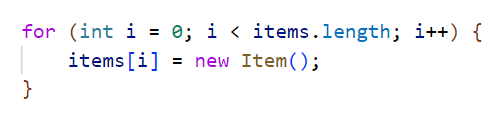 for (int i = 0; i < items.length; i++) {
    items[i] = new Item();
}